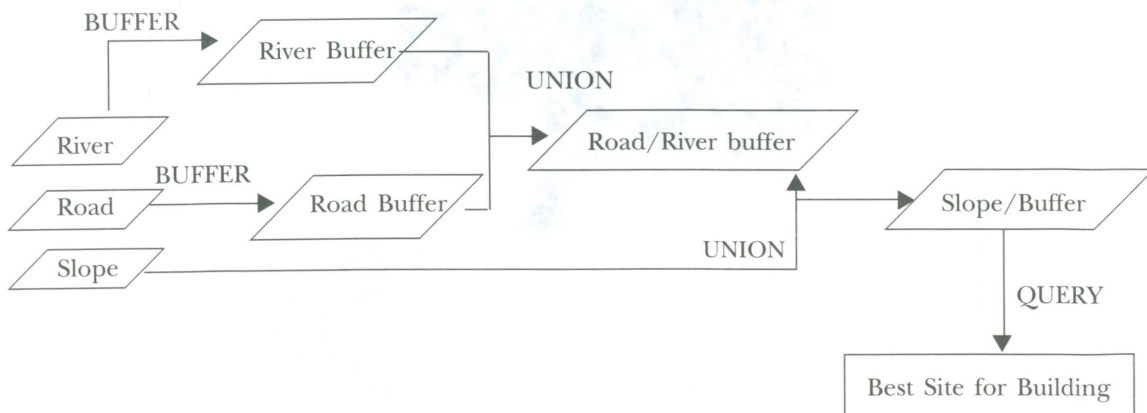 BUFFER
River Buffer
UNION
River
Road/River buffer
BUFFER
Road
Road Buffer
Slope/Buffer
UNION
Slope
QUERY
Best Site for Building